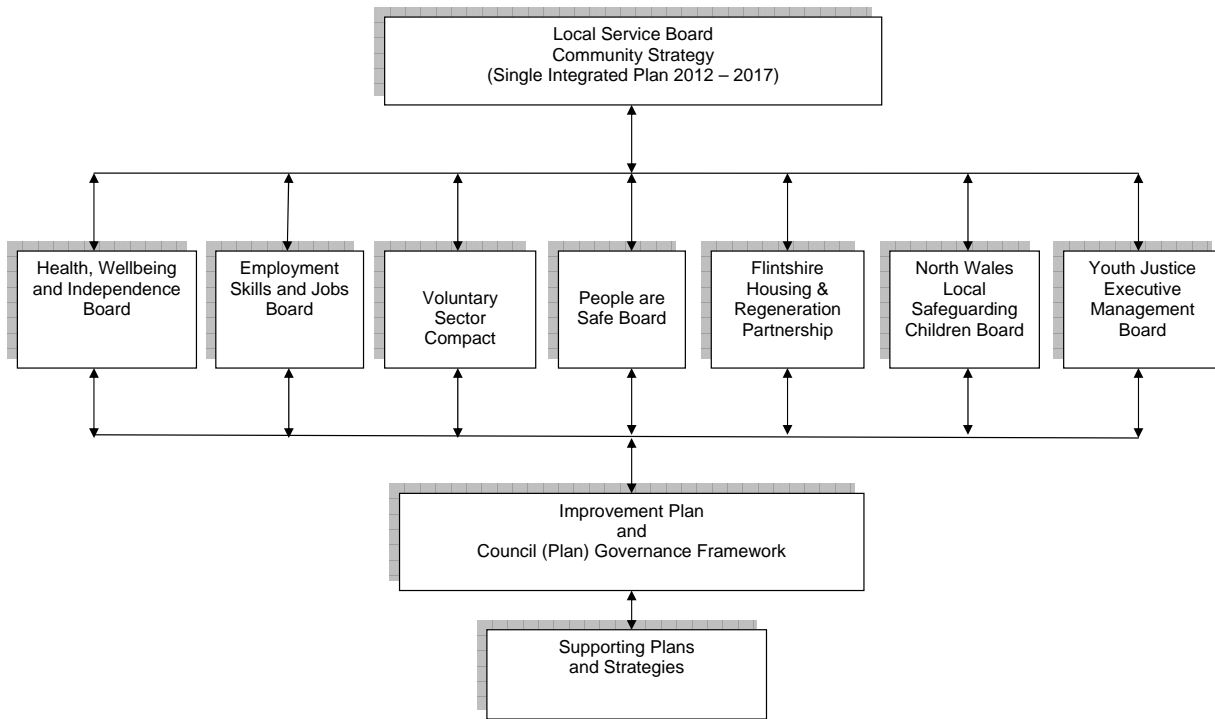 Local Service Board
Community Strategy
(Single Integrated Plan 2012 – 2017)
Health, Wellbeing
and Independence
Board
Employment
Skills and Jobs
Board
Voluntary
Sector
Compact
People are
Safe Board
Flintshire
Housing &
Regeneration
Partnership
North Wales
Local
Safeguarding
Children Board
Youth Justice
Executive
Management
Board
Improvement Plan
and
Council (Plan) Governance Framework
Supporting Plans
and Strategies